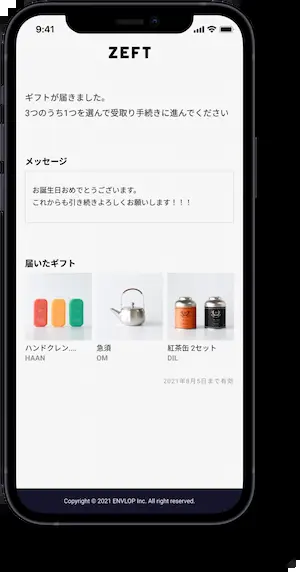 9:41
ZEFT
ギフトが届きました。
3つのうち1つを選んで受取り手続きに進んでください
メッセージ
お誕生日おめでとうございます。
これからも引き続きよろしくお願いします！！！
届いたギフト
ハンドクレン...
HAAN
急須
OM
紅茶缶 2セット
DIL
2021年8月5日まで有効
Copyright © 2021 ENVLOP Inc. All right reserved.